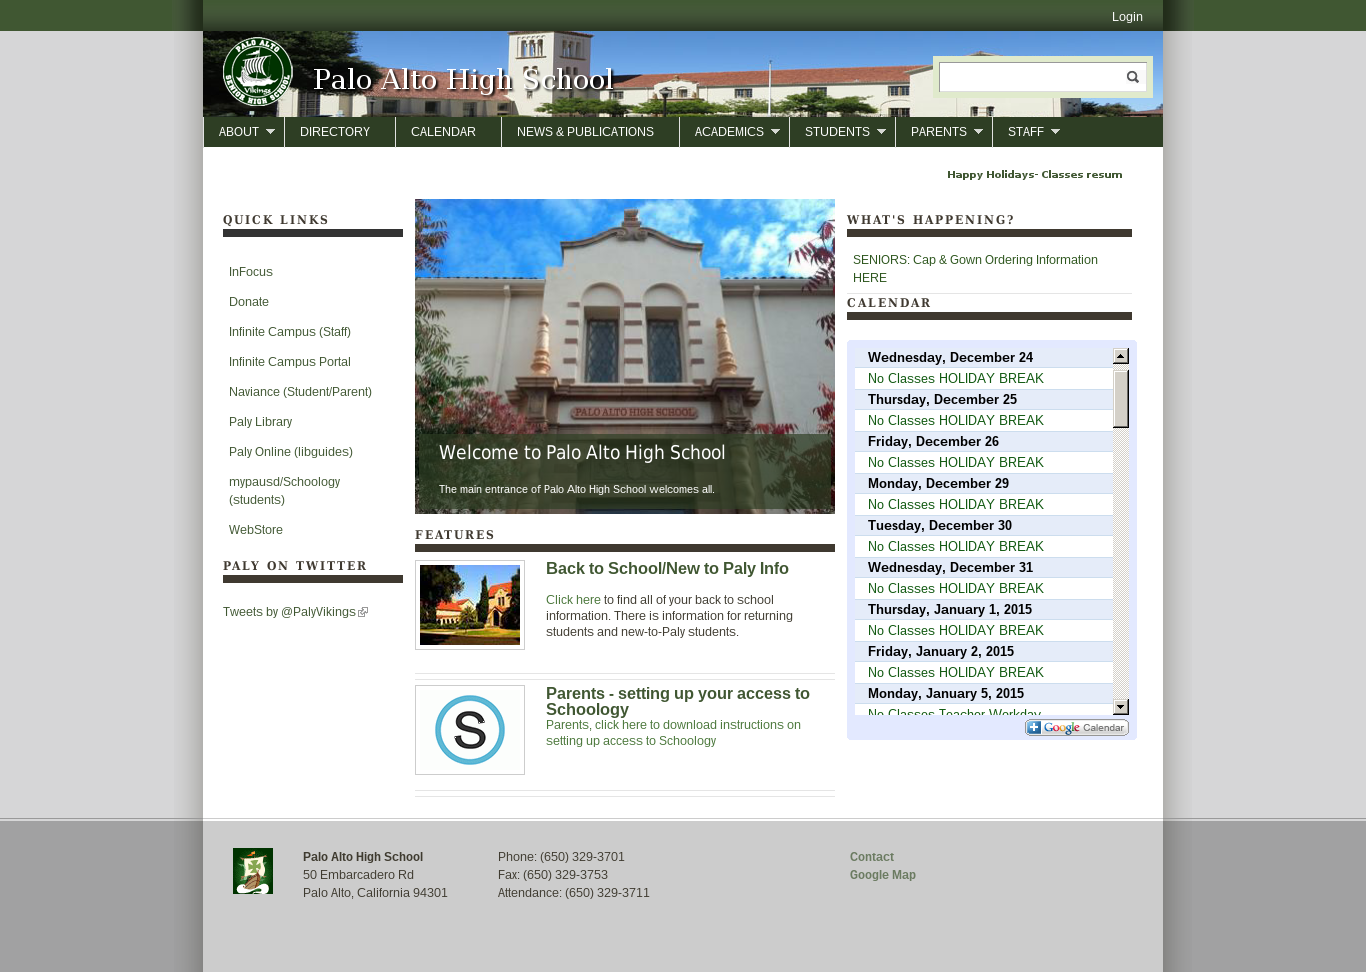 Login
PALO ALTO
Vikings
SENIOR HIGH SCHOOL
Palo Alto High School
ABOUT DIRECTORY CALENDAR NEWS & PUBLICATIONS ACADEMICS STUDENTS PARENTS STAFF
Happy Holidays- Classes resum
QUICK LINKS
InFocus
Donate
Infinite Campus (Staff)
Infinite Campus Portal
Naviance (Student/Parent)
Paly Library
Paly Online (libguides)
mypausd/Schoology
(students)
WebStore
PALY ON TWITTER
Tweets by @PalyVikings
PALO ALTO HIGH SCHOOL
Welcome to Palo Alto High School
The main entrance of Palo Alto High School welcomes all.
FEATURES
Back to School/New to Paly Info
Click here to find all of your back to school
information. There is information for returning
students and new-to-Paly students.
S
Parents - setting up your access to
Schoology
Parents, click here to download instructions on
setting up access to Schoology
WHAT'S HAPPENING?
SENIORS: Cap & Gown Ordering Information
HERE
CALENDAR
Wednesday, December 24
No Classes HOLIDAY BREAK
Thursday, December 25
No Classes HOLIDAY BREAK
Friday, December 26
No Classes HOLIDAY BREAK
Monday, December 29
No Classes HOLIDAY BREAK
Tuesday, December 30
No Classes HOLIDAY BREAK
Wednesday, December 31
No Classes HOLIDAY BREAK
Thursday, January 1, 2015
No Classes HOLIDAY BREAK
Friday, January 2, 2015
No Classes HOLIDAY BREAK
Monday, January 5, 2015
No Classes Teacher Workday
Google Calendar
Palo Alto High School
50 Embarcadero Rd
Palo Alto, California 94301
Phone: (650) 329-3701
Fax: (650) 329-3753
Attendance: (650) 329-3711
Contact
Google Map